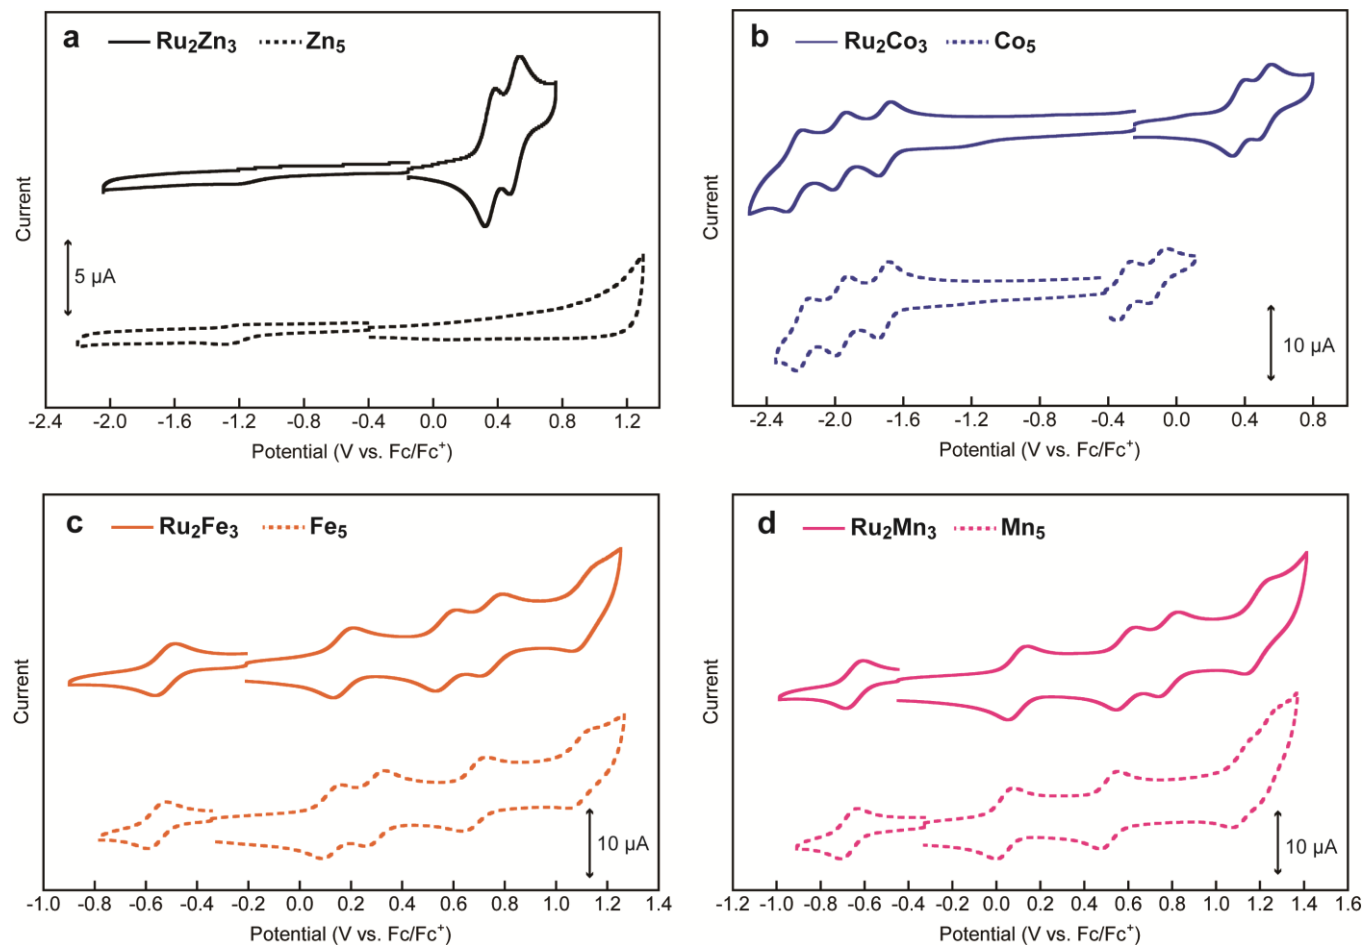 a Ru₂Zn₃ Zn₅
Current
5 µA
-2.4 -2.0 -1.6 -1.2 -0.8 -0.4 0.0 0.4 0.8 1.2
Potential (V vs. Fc/Fc⁺)
b Ru₂Co₃ Co₅
Current
10 µA
-2.4 -2.0 -1.6 -1.2 -0.8 -0.4 0.0 0.4 0.8
Potential (V vs. Fc/Fc⁺)
c Ru₂Fe₃ Fe₅
Current
10 µA
-1.0 -0.8 -0.6 -0.4 -0.2 0.0 0.2 0.4 0.6 0.8 1.0 1.2 1.4
Potential (V vs. Fc/Fc⁺)
d Ru₂Mn₃ Mn₅
Current
10 µA
-1.2 -1.0 -0.8 -0.6 -0.4 -0.2 0.0 0.2 0.4 0.6 0.8 1.0 1.2 1.4 1.6
Potential (V vs. Fc/Fc⁺)